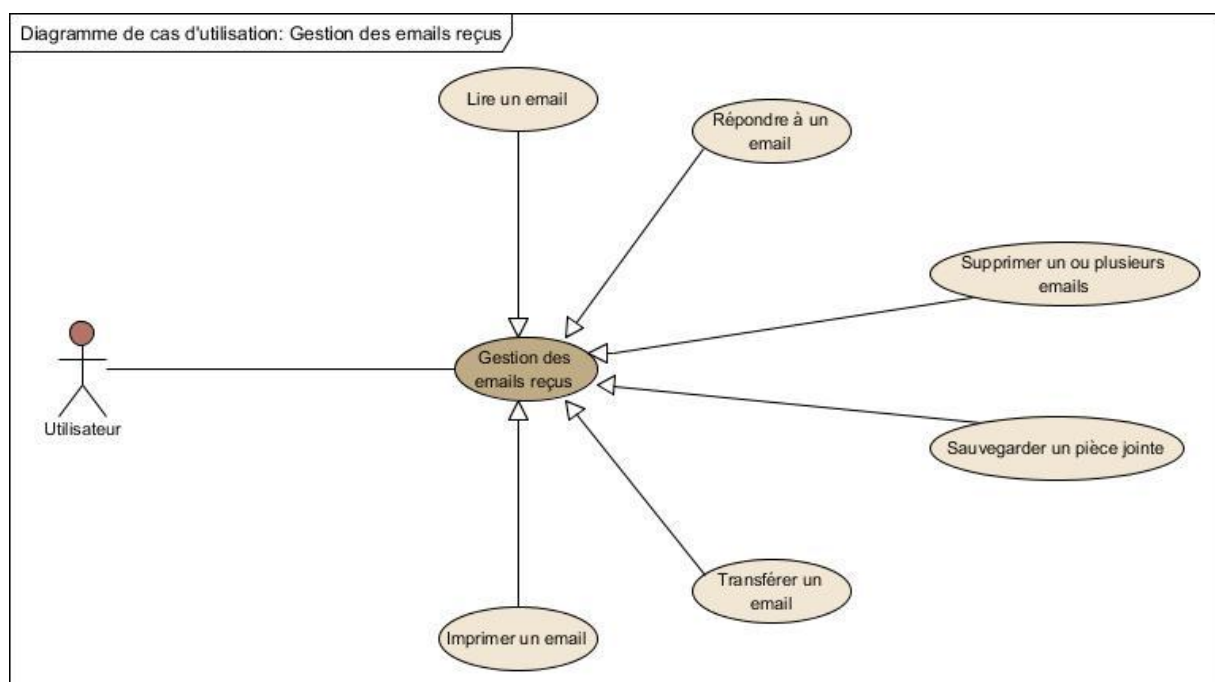 Diagramme de cas d'utilisation: Gestion des emails reçus
Lire un email
Répondre à un
email
Supprimer un ou plusieurs
emails
Gestion des
emails reçus
Utilisateur
Sauvegarder un pièce jointe
Transférer un
email
Imprimer un email